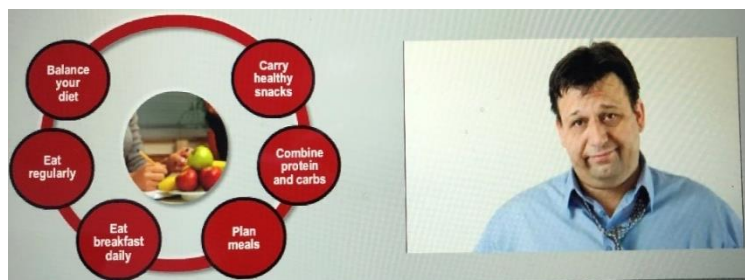 Balance
your
diet
Carry
healthy
snacks
Eat
regularly
Combine
protein
and carbs
Eat
breakfast
daily
Plan
meals